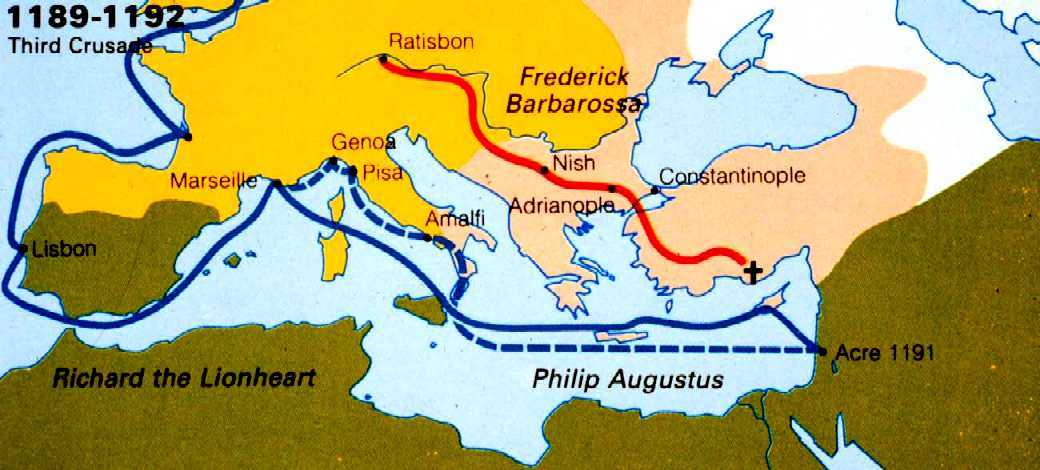 1189-1192
Third Crusade
Ratisbon
Frederick
Barbarossa
Genoa
Pisa
Marseille
Nish
Constantinople
Adrianople
Amalfi
Lisbon
Acre 1191
Richard the Lionheart
Philip Augustus